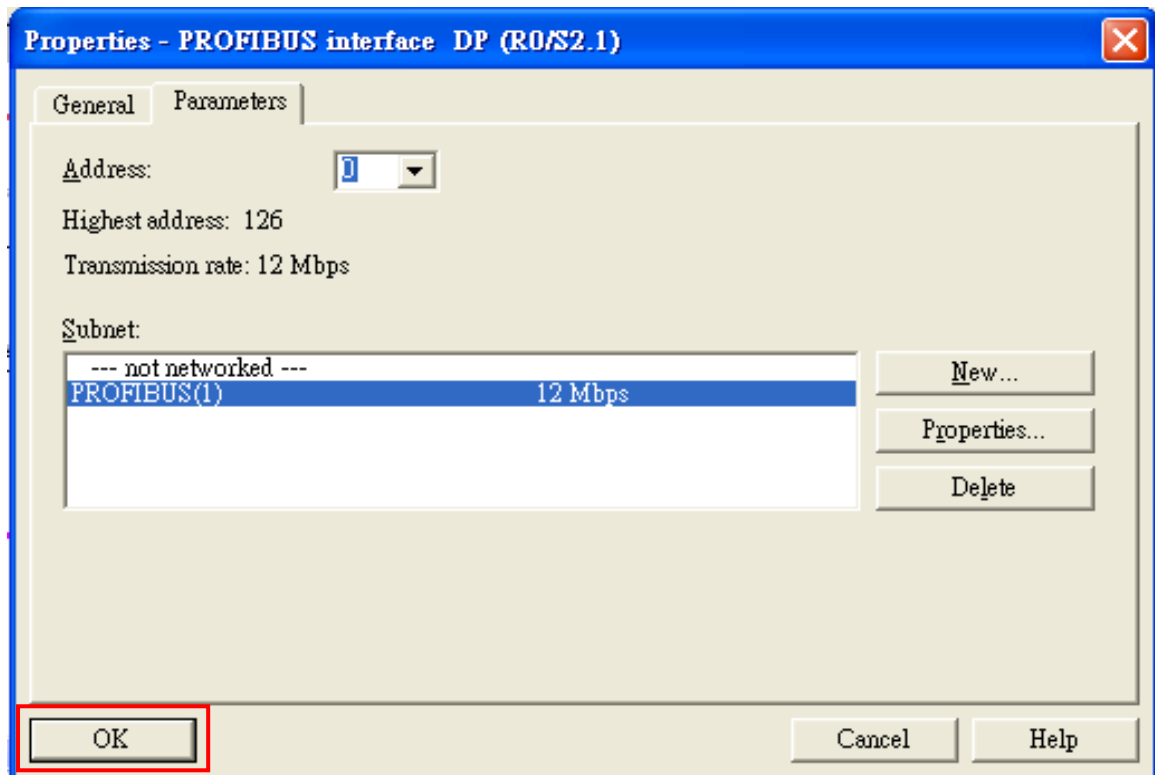 Properties - PROFIBUS interface DP (R0/S2.1)
General Parameters
Address: 0
Highest address: 126
Transmission rate: 12 Mbps
Subnet:
--- not networked ---
New...
PROFIBUS(1) 12 Mbps
Properties...
Delete
OK Cancel Help